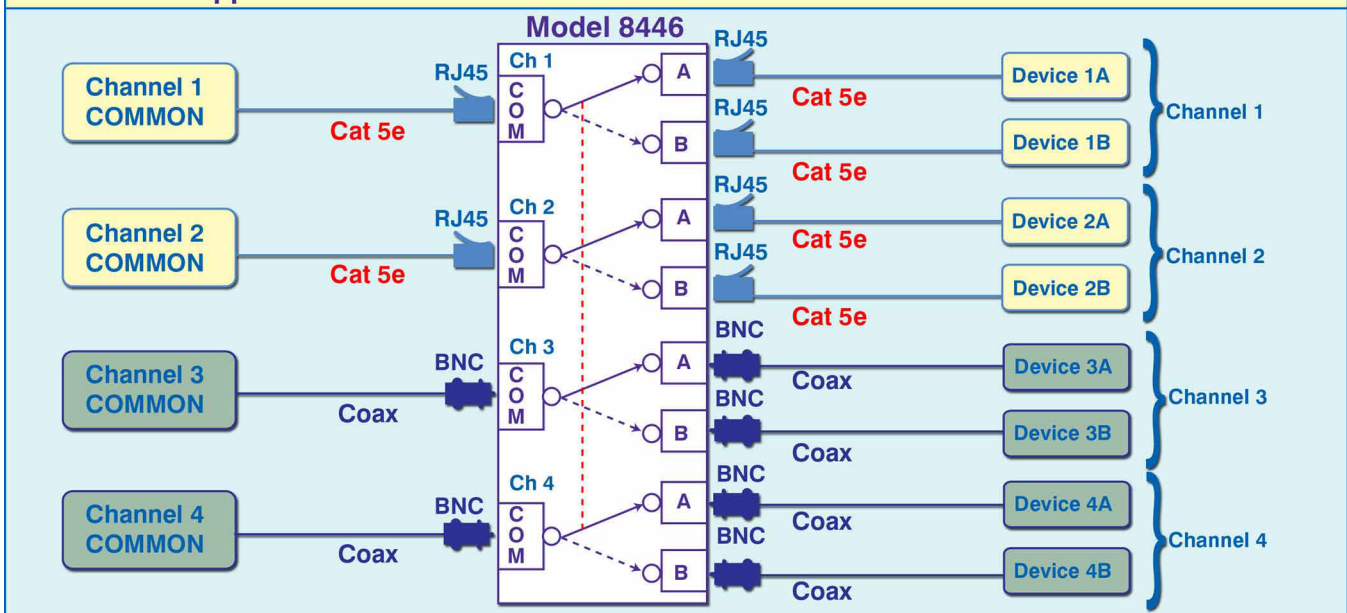 Model 8446
Channel 1
COMMON
RJ45
Cat 5e
Ch 1
C
O
M
A
B
RJ45
Cat 5e
Device 1A
RJ45
Cat 5e
Device 1B
Channel 1
Channel 2
COMMON
RJ45
Cat 5e
Ch 2
C
O
M
A
B
RJ45
Cat 5e
Device 2A
RJ45
Cat 5e
Device 2B
Channel 2
Channel 3
COMMON
BNC
Coax
Ch 3
C
O
M
A
B
BNC
Coax
Device 3A
BNC
Coax
Device 3B
Channel 3
Channel 4
COMMON
BNC
Coax
Ch 4
C
O
M
A
B
BNC
Coax
Device 4A
BNC
Coax
Device 4B
Channel 4